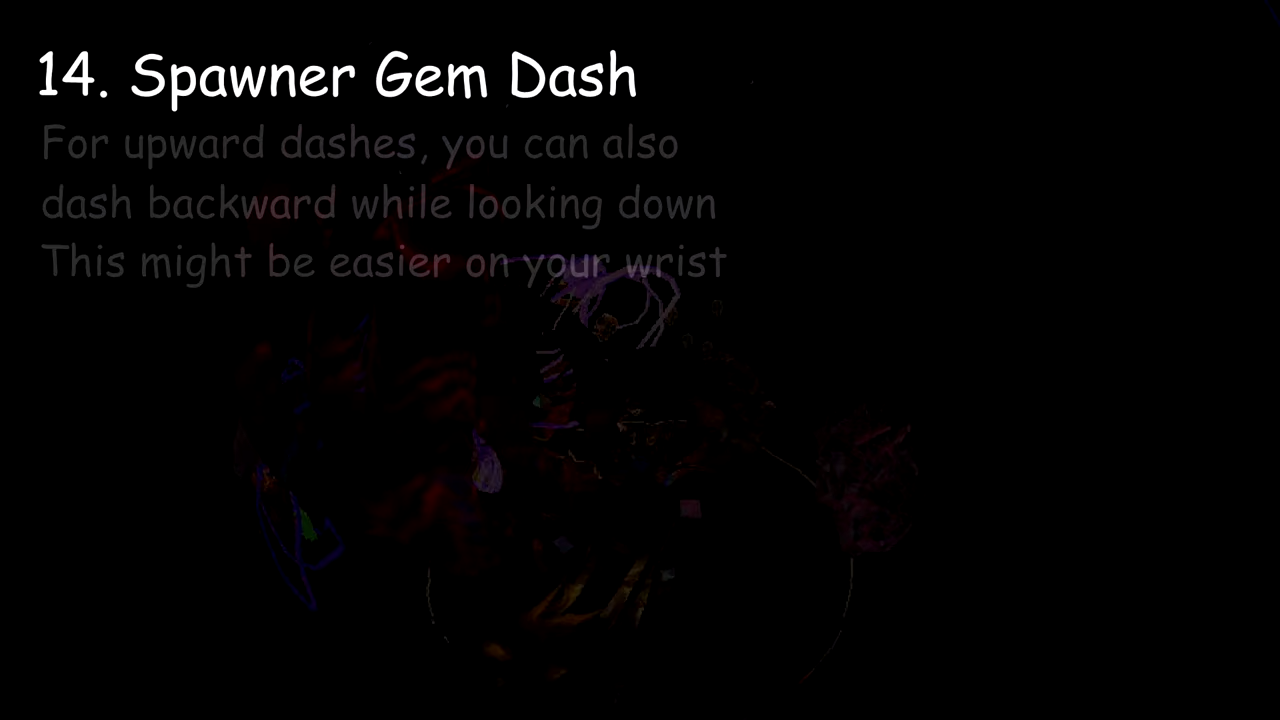 14. Spawner Gem Dash
For upward dashes, you can also
dash backward while looking down
This might be easier on your wrist